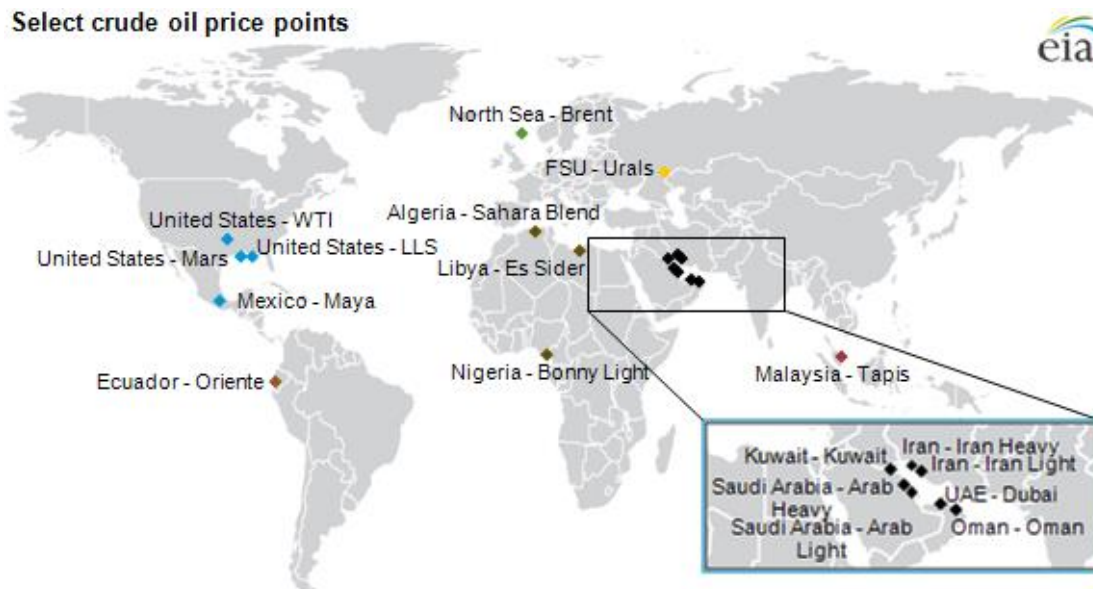 Select crude oil price points
eia
North Sea - Brent
FSU - Urals
Algeria - Sahara Blend
United States - WTI
United States - LLS
United States - Mars
Libya - Es Sider
Mexico - Maya
Nigeria - Bonny Light
Malaysia - Tapis
Ecuador - Oriente
Iran - Iran Heavy
Kuwait - Kuwait
Iran - Iran Light
Saudi Arabia - Arab
Heavy
UAE - Dubai
Saudi Arabia - Arab
Light
Oman - Oman